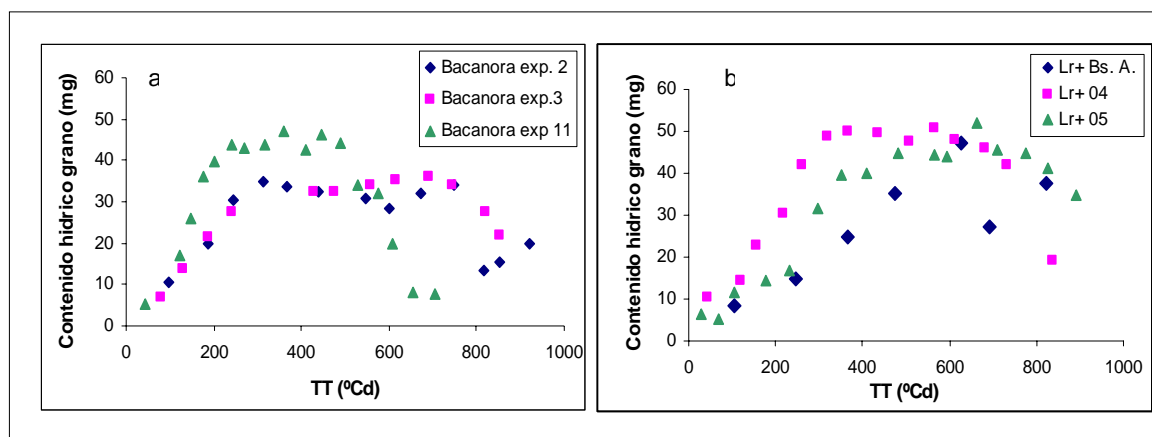 a
Bacanora exp. 2
Bacanora exp.3
Bacanora exp 11
Contenido hídrico grano (mg)
60
50
40
30
20
10
0
0 200 400 600 800 1000
TT (ºCd)
b
Lr+ Bs. A.
Lr+ 04
Lr+ 05
Contenido hídrico grano (mg)
60
50
40
30
20
10
0
0 200 400 600 800 1000
TT (ºCd)